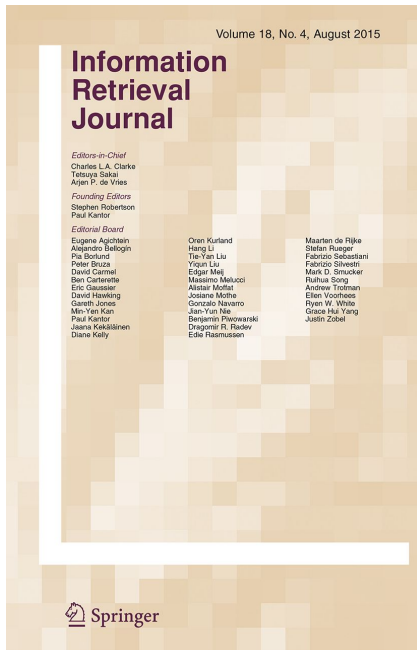 Volume 18, No. 4, August 2015
Information
Retrieval
Journal
Editors-in-Chief
Charles L.A. Clarke
Tetsuya Sakai
Arjen P. de Vries
Founding Editors
Stephen Robertson
Paul Kantor
Editorial Board
Eugene Agichtein
Alejandro Bellogín
Pia Borlund
Peter Bruza
David Carmel
Ben Carterette
Eric Gaussier
David Hawking
Gareth Jones
Min-Yen Kan
Paul Kantor
Jaana Kekäläinen
Diane Kelly
Oren Kurland
Hang Li
Tie-Yan Liu
Yiqun Liu
Edgar Meij
Massimo Melucci
Alistair Moffat
Josiane Mothe
Gonzalo Navarro
Jian-Yun Nie
Benjamin Piwowarski
Dragomir R. Radev
Edie Rasmussen
Maarten de Rijke
Stefan Rueger
Fabrizio Sebastiani
Fabrizio Silvestri
Mark D. Smucker
Ruihua Song
Andrew Trotman
Ellen Voorhees
Ryen W. White
Grace Hui Yang
Justin Zobel
Springer